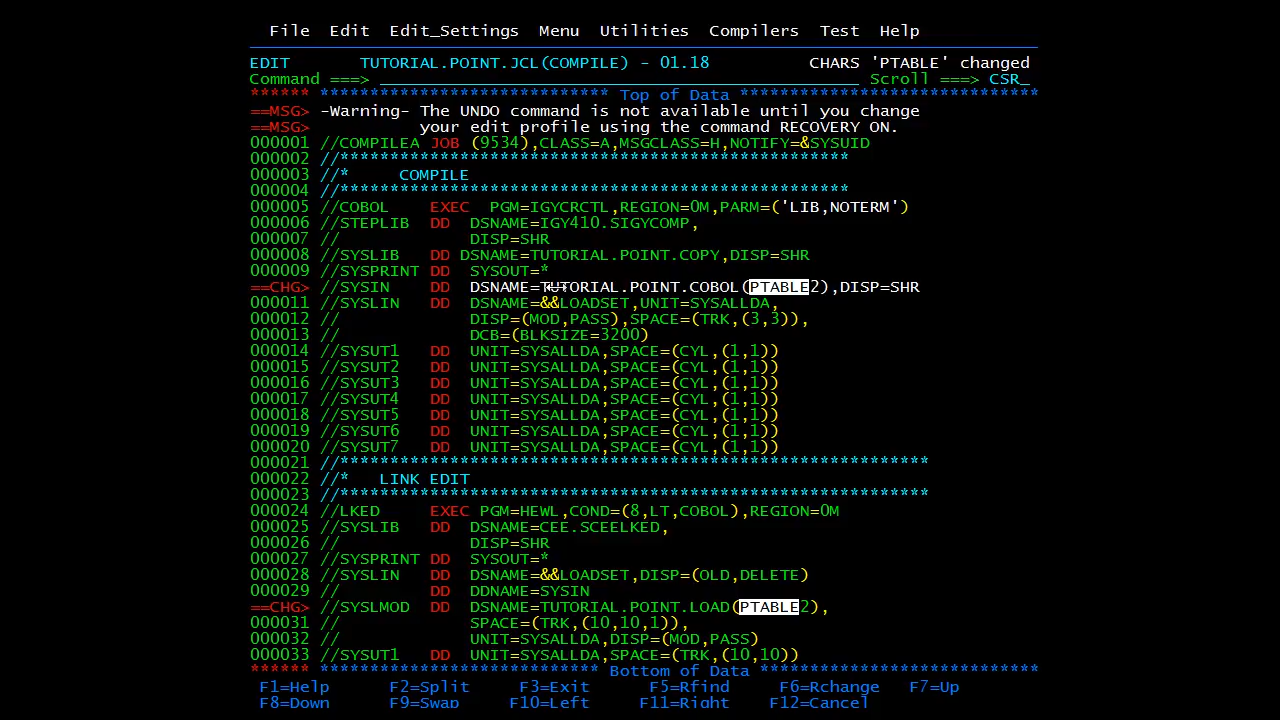 File  Edit  Edit_Settings  Menu  Utilities  Compilers  Test  Help
EDIT       TUTORIAL.POINT.JCL(COMPILE) - 01.18          CHARS 'PTABLE' changed
Command ===>                                                  Scroll ===> CSR_
****** ***************************** Top of Data ******************************
==MSG> -Warning- The UNDO command is not available until you change
==MSG>           your edit profile using the command RECOVERY ON.
000001 //COMPILEA JOB (9534),CLASS=A,MSGCLASS=H,NOTIFY=&SYSUID
000002 //***************************************************
000003 //*     COMPILE
000004 //***************************************************
000005 //COBOL    EXEC  PGM=IGYCRCTL,REGION=0M,PARM=('LIB,NOTERM')
000006 //STEPLIB  DD  DSNAME=IGY410.SIGYCOMP,
000007 //             DISP=SHR
000008 //SYSLIB   DD DSNAME=TUTORIAL.POINT.COPY,DISP=SHR
000009 //SYSPRINT DD  SYSOUT=*
==CHG> //SYSIN    DD  DSNAME=TUTORIAL.POINT.COBOL(PTABLE2),DISP=SHR
000011 //SYSLIN   DD  DSNAME=&&LOADSET,UNIT=SYSALLDA,
000012 //             DISP=(MOD,PASS),SPACE=(TRK,(3,3)),
000013 //             DCB=(BLKSIZE=3200)
000014 //SYSUT1   DD  UNIT=SYSALLDA,SPACE=(CYL,(1,1))
000015 //SYSUT2   DD  UNIT=SYSALLDA,SPACE=(CYL,(1,1))
000016 //SYSUT3   DD  UNIT=SYSALLDA,SPACE=(CYL,(1,1))
000017 //SYSUT4   DD  UNIT=SYSALLDA,SPACE=(CYL,(1,1))
000018 //SYSUT5   DD  UNIT=SYSALLDA,SPACE=(CYL,(1,1))
000019 //SYSUT6   DD  UNIT=SYSALLDA,SPACE=(CYL,(1,1))
000020 //SYSUT7   DD  UNIT=SYSALLDA,SPACE=(CYL,(1,1))
000021 //***********************************************************
000022 //*   LINK EDIT
000023 //***********************************************************
000024 //LKED     EXEC PGM=HEWL,COND=(8,LT,COBOL),REGION=0M
000025 //SYSLIB   DD  DSNAME=CEE.SCEELKED,
000026 //             DISP=SHR
000027 //SYSPRINT DD  SYSOUT=*
000028 //SYSLIN   DD  DSNAME=&&LOADSET,DISP=(OLD,DELETE)
000029 //         DD  DDNAME=SYSIN
==CHG> //SYSLMOD  DD  DSNAME=TUTORIAL.POINT.LOAD(PTABLE2),
000031 //             SPACE=(TRK,(10,10,1)),
000032 //             UNIT=SYSALLDA,DISP=(MOD,PASS)
000033 //SYSUT1   DD  UNIT=SYSALLDA,SPACE=(TRK,(10,10))
****** **************************** Bottom of Data ****************************
F1=Help      F2=Split     F3=Exit      F5=Rfind     F6=Rchange   F7=Up
F8=Down      F9=Swap     F10=Left     F11=Right    F12=Cancel